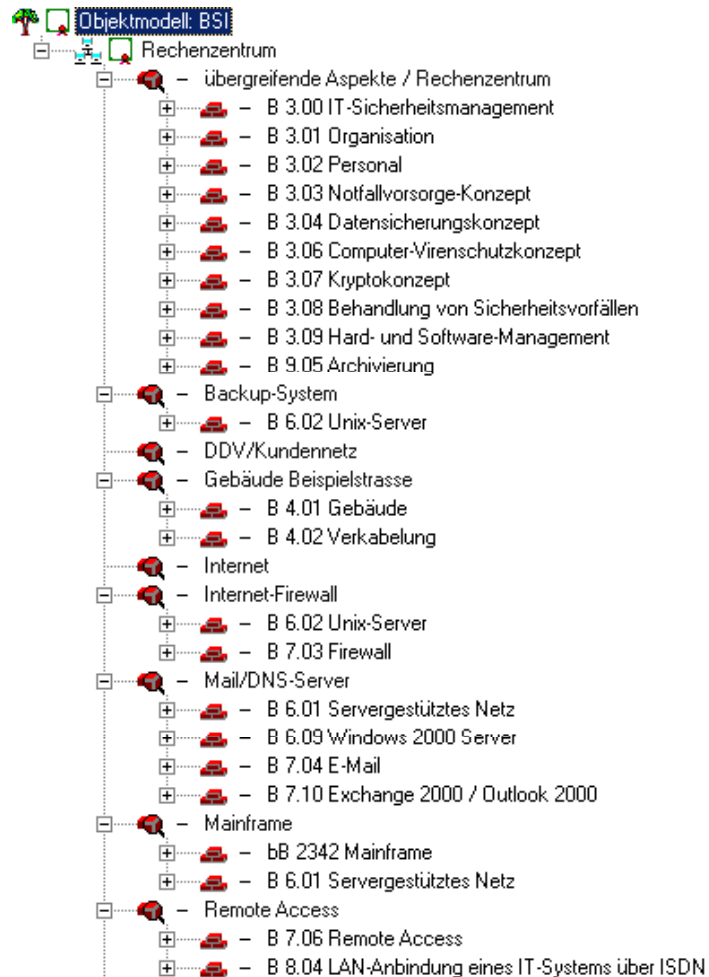 Objektmodell: BSI
Rechenzentrum
– übergreifende Aspekte / Rechenzentrum
– B 3.00 IT-Sicherheitsmanagement
– B 3.01 Organisation
– B 3.02 Personal
– B 3.03 Notfallvorsorge-Konzept
– B 3.04 Datensicherungskonzept
– B 3.06 Computer-Virenschutzkonzept
– B 3.07 Kryptokonzept
– B 3.08 Behandlung von Sicherheitsvorfällen
– B 3.09 Hard- und Software-Management
– B 9.05 Archivierung
– Backup-System
– B 6.02 Unix-Server
– DDV/Kundennetz
– Gebäude Beispielstrasse
– B 4.01 Gebäude
– B 4.02 Verkabelung
– Internet
– Internet-Firewall
– B 6.02 Unix-Server
– B 7.03 Firewall
– Mail/DNS-Server
– B 6.01 Servergestütztes Netz
– B 6.09 Windows 2000 Server
– B 7.04 E-Mail
– B 7.10 Exchange 2000 / Outlook 2000
– Mainframe
– bB 2342 Mainframe
– B 6.01 Servergestütztes Netz
– Remote Access
– B 7.06 Remote Access
– B 8.04 LAN-Anbindung eines IT-Systems über ISDN